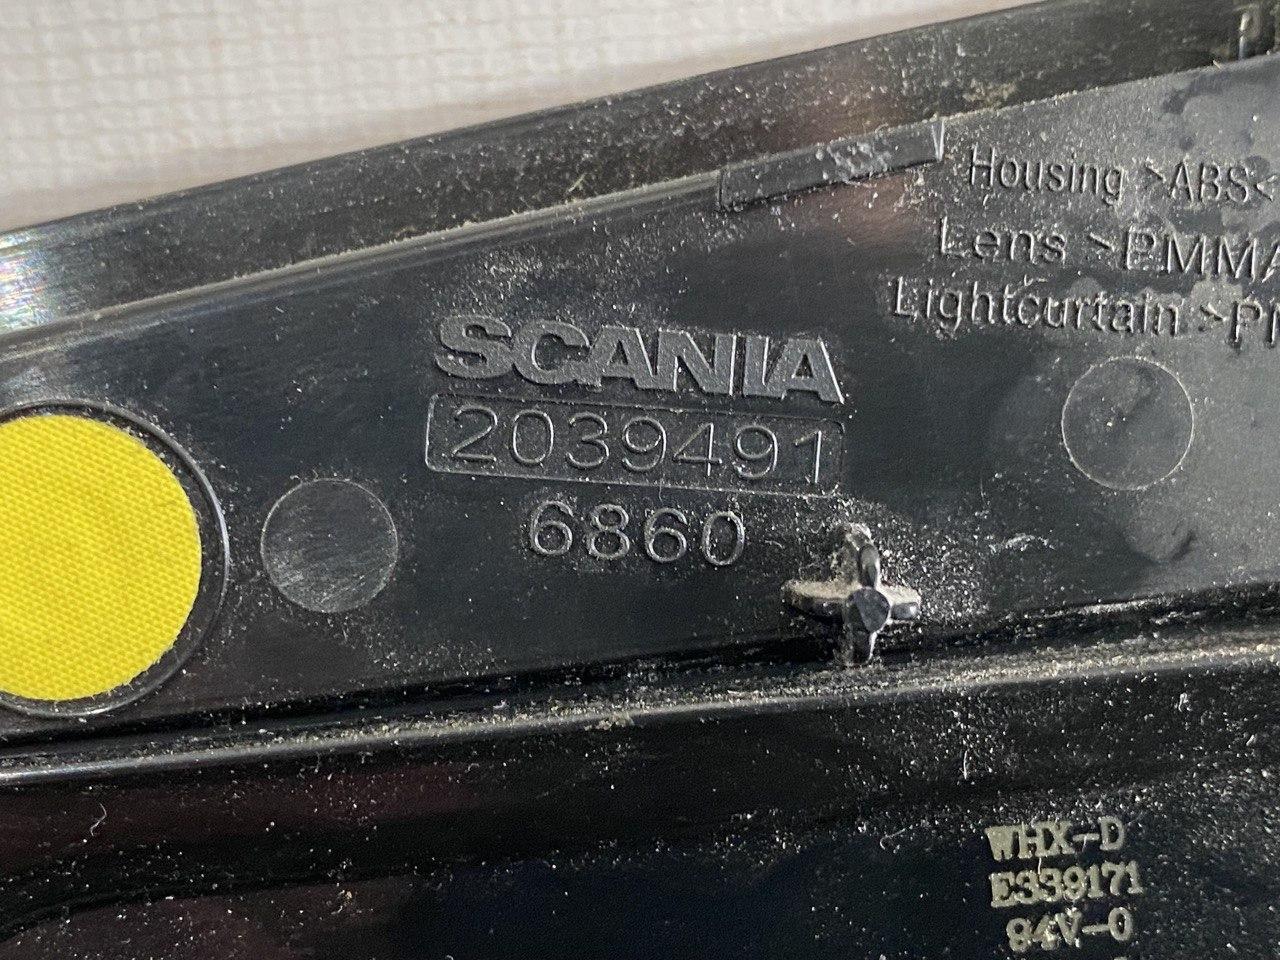 Housing >ABS<
Lens >PMMA
Lightcurtain >P
SCANIA
2039491
6860
WHX-D
E339171
94V-0